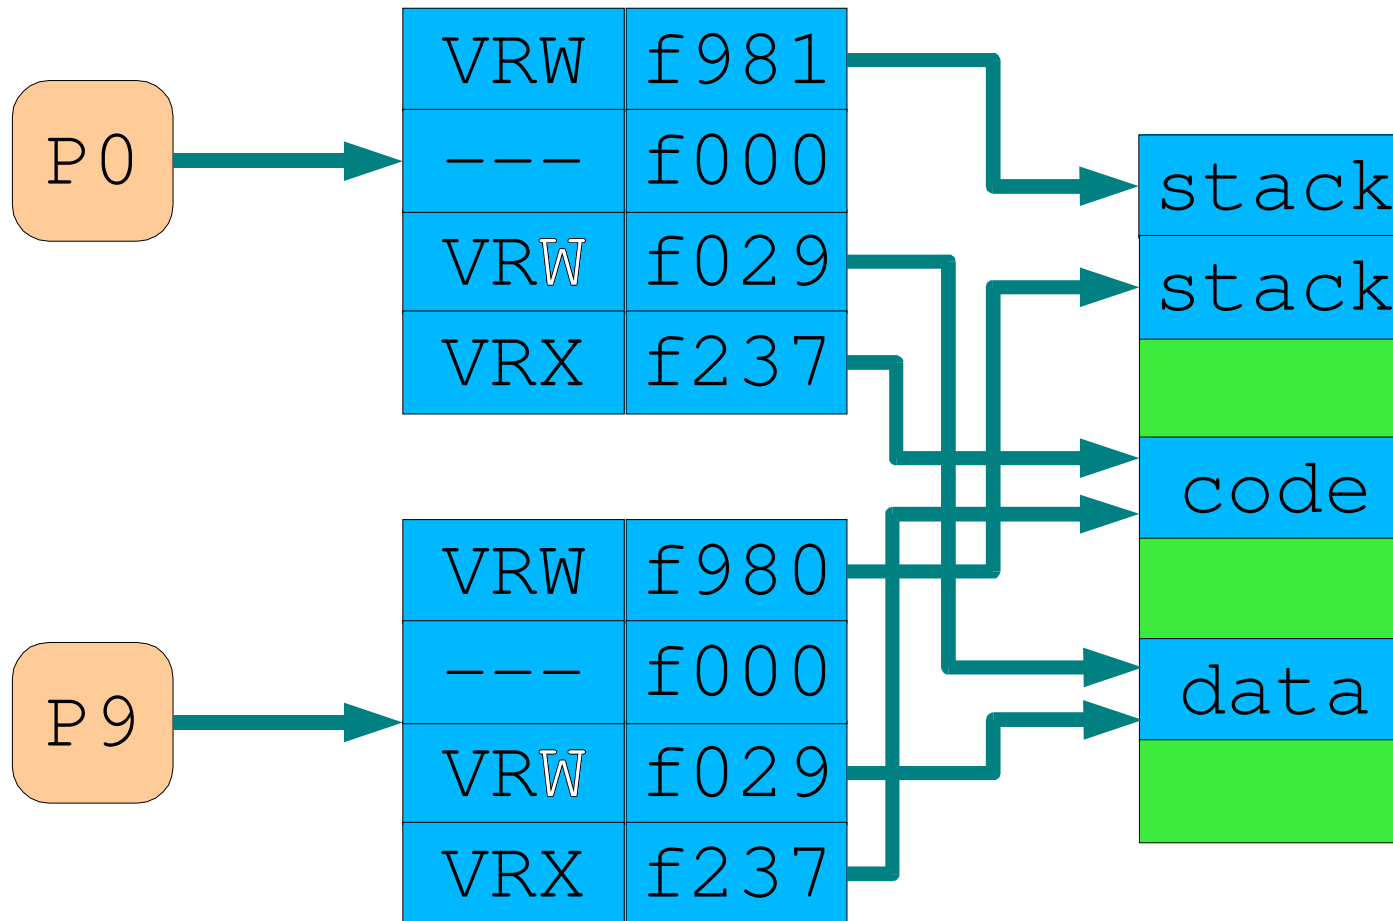 P0
VRW f981
--- f000
VRW f029
VRX f237
P9
VRW f980
--- f000
VRW f029
VRX f237
stack
stack
code
data